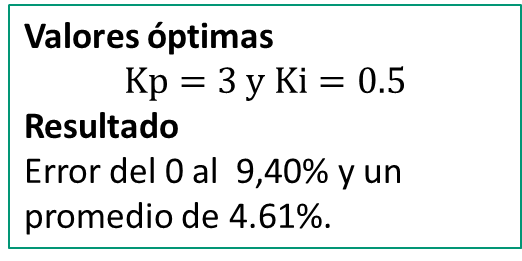 Valores óptimas
Kp = 3 y Ki = 0.5
Resultado
Error del 0 al 9,40% y un
promedio de 4.61%.